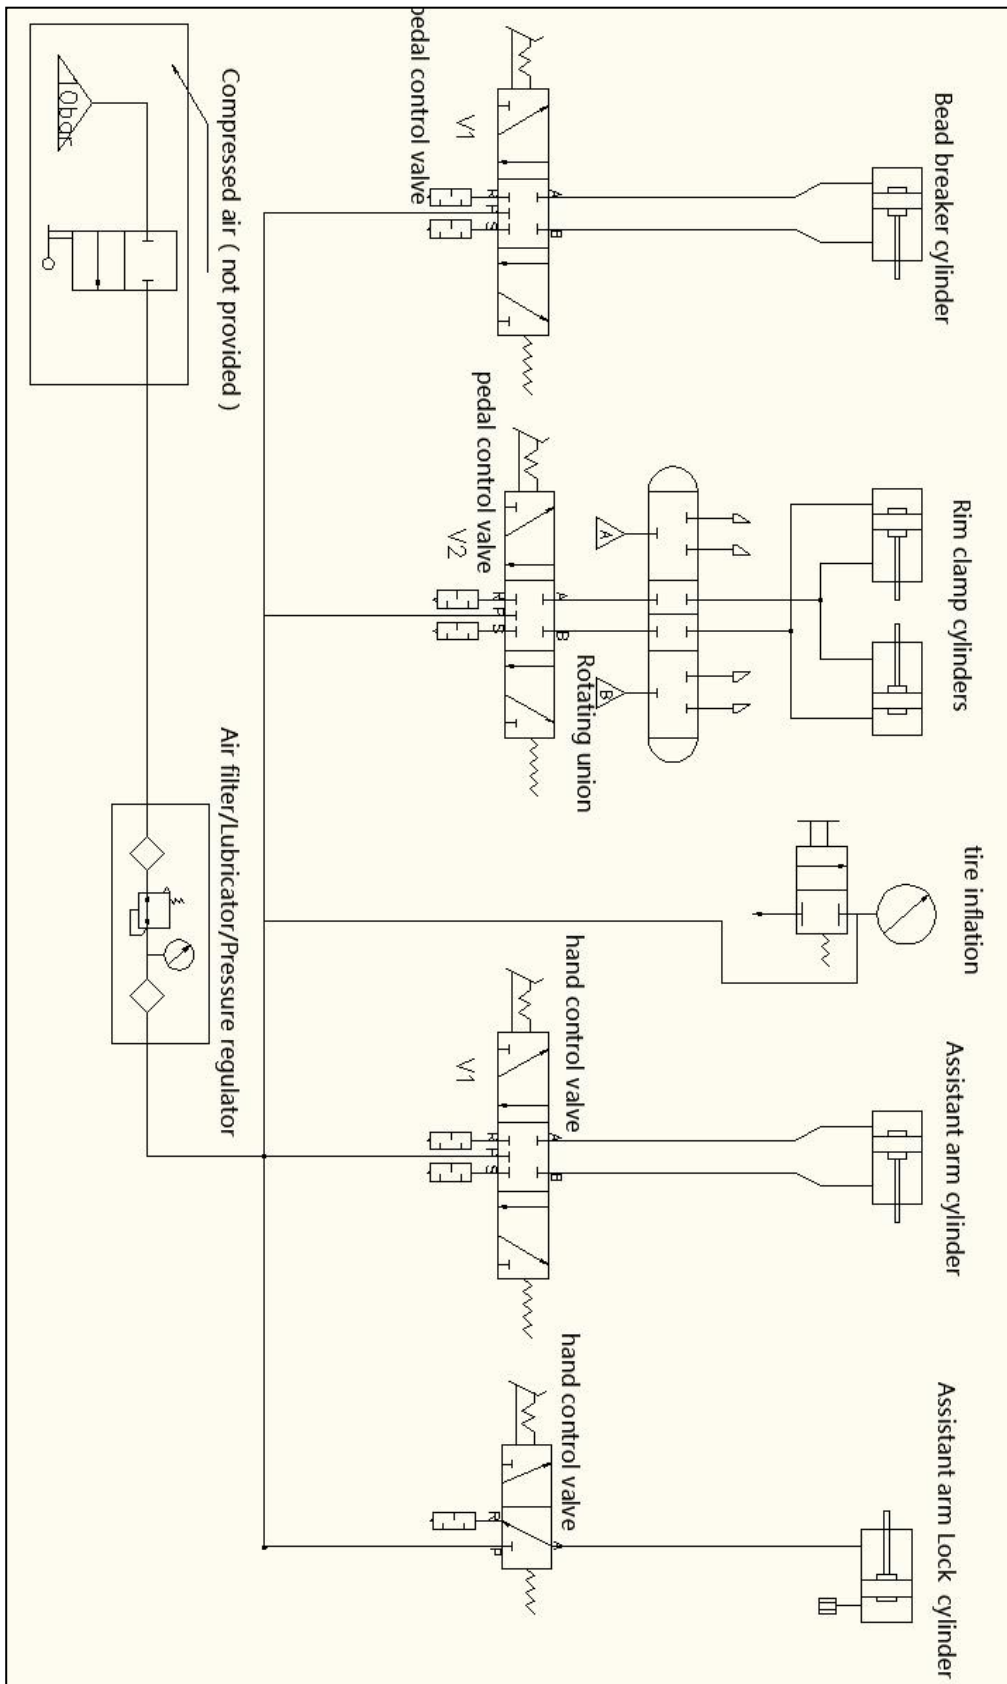 Bead breaker cylinder
Rim clamp cylinders
tire inflation
Assistant arm cylinder
Assistant arm Lock cylinder
A
B
Rotating union
hand control valve
hand control valve
A
B
A
B
A
B
A
R
P
S
R
P
S
R
P
S
R
P
V1
V2
V1
pedal control valve
pedal control valve
Compressed air ( not provided )
Air filter/Lubricator/Pressure regulator
10bar